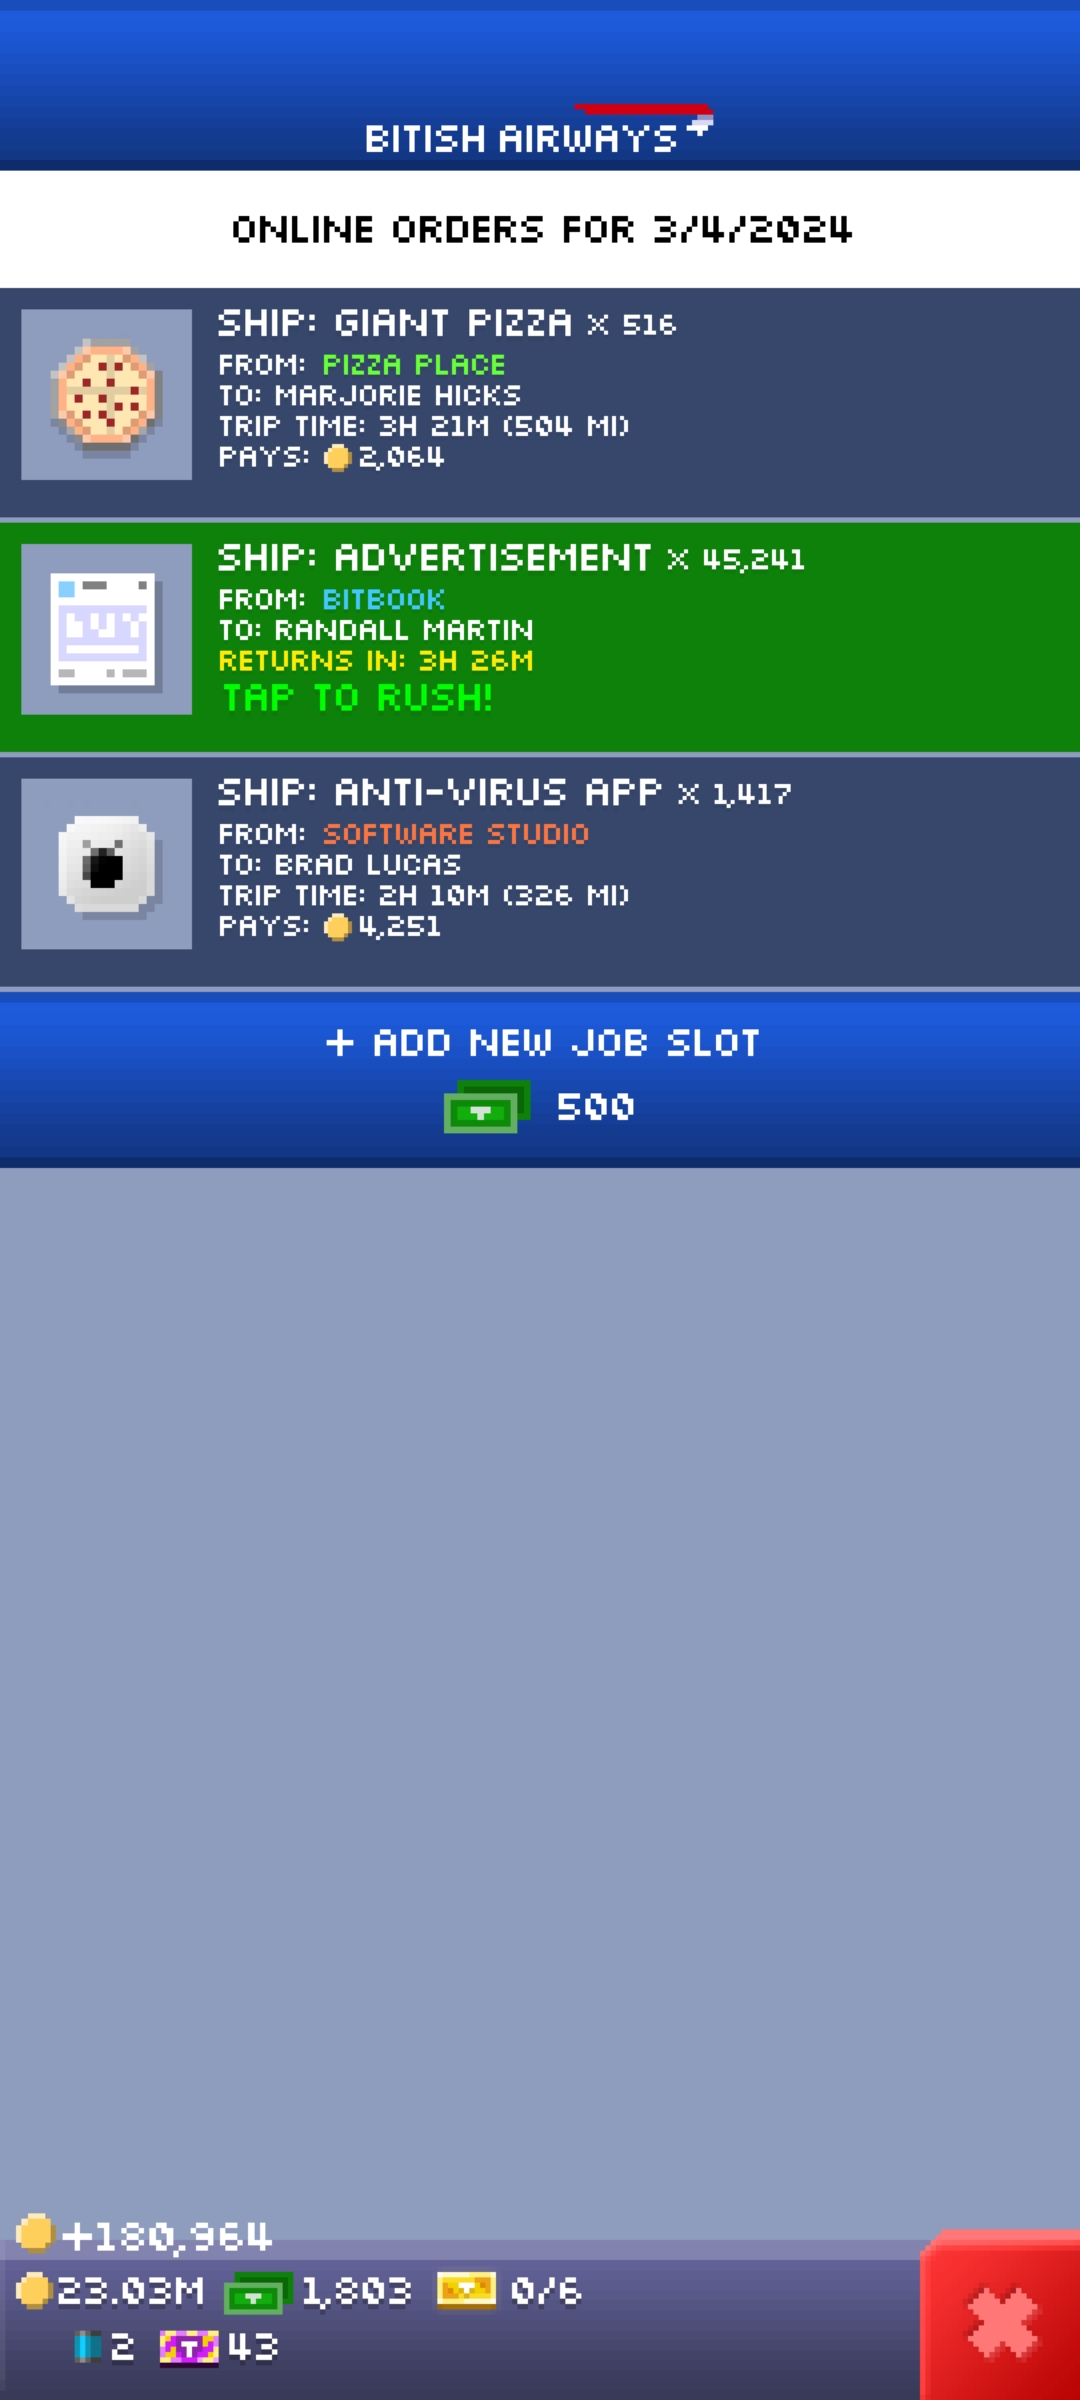 BITISH AIRWAYS
ONLINE ORDERS FOR 3/4/2024
SHIP: GIANT PIZZA X 516
FROM: PIZZA PLACE
TO: MARJORIE HICKS
TRIP TIME: 3H 21M (504 MI)
PAYS: 2,064
SHIP: ADVERTISEMENT X 45,241
FROM: BITBOOK
TO: RANDALL MARTIN
RETURNS IN: 3H 26M
TAP TO RUSH!
SHIP: ANTI-VIRUS APP X 1,417
FROM: SOFTWARE STUDIO
TO: BRAD LUCAS
TRIP TIME: 2H 10M (326 MI)
PAYS: 4,251
+ ADD NEW JOB SLOT
500
+180,964
23.03M 1,803 0/6
2 43